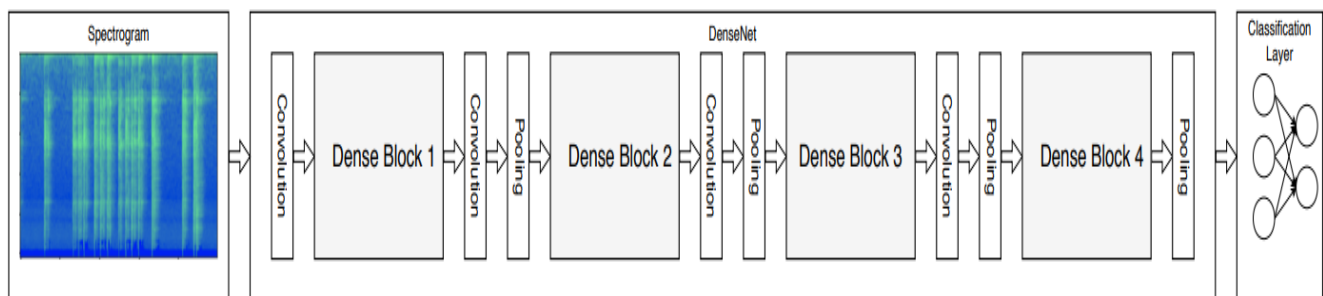 Spectrogram
DenseNet
Classification
Layer
Convolution
Dense Block 1
Convolution
Pooling
Dense Block 2
Convolution
Pooling
Dense Block 3
Convolution
Pooling
Dense Block 4
Pooling